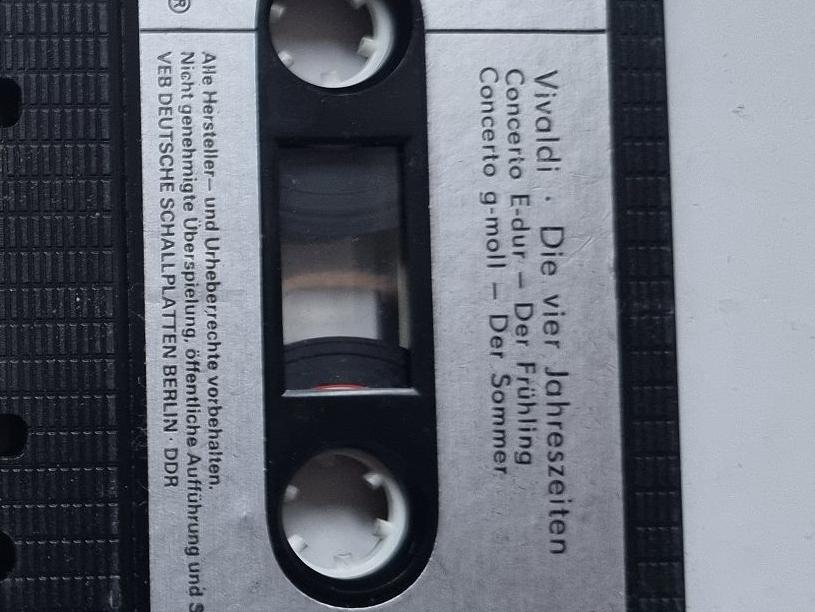 Vivaldi · Die vier Jahreszeiten
Concerto E-dur – Der Frühling
Concerto g-moll – Der Sommer
®
Alle Hersteller– und Urheberrechte vorbehalten.
Nicht genehmigte Überspielung, öffentliche Aufführung und
VEB DEUTSCHE SCHALLPLATTEN BERLIN · DDR